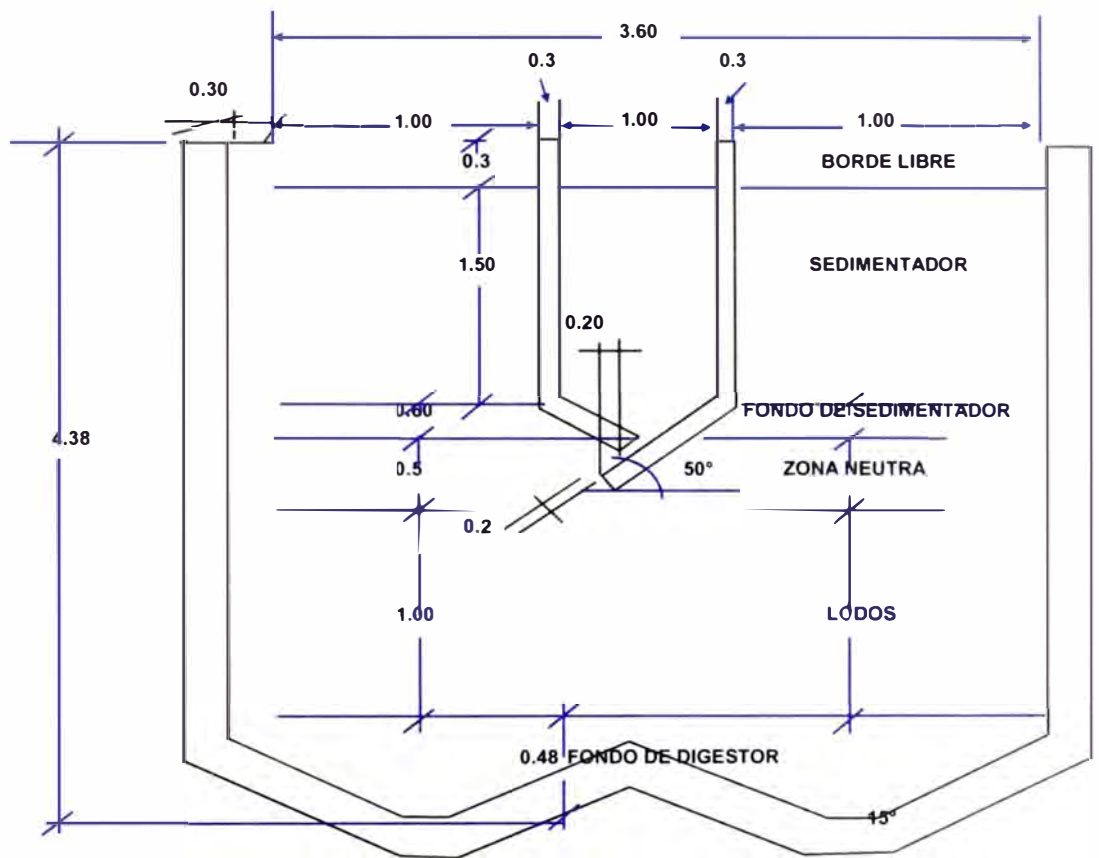 3.60
0.3 0.3
0.30
1.00 1.00 1.00
0.3 BORDE LIBRE
1.50 SEDIMENTADOR
0.20
0.60 FONDO DE SEDIMENTADOR
4.38
0.5 50° ZONA NEUTRA
0.2
1.00 LODOS
0.48 FONDO DE DIGESTOR
15°